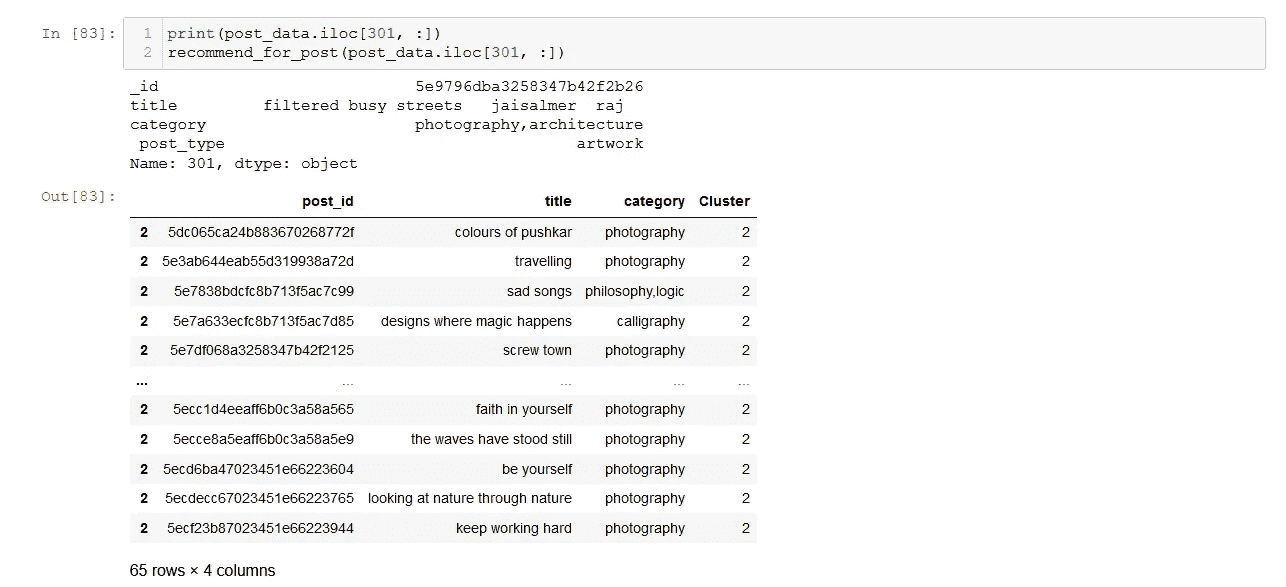 In [83]: 1 print(post_data.iloc[301, :])
2 recommend_for_post(post_data.iloc[301, :])
_id 5e9796dba3258347b42f2b26
title filtered busy streets jaisalmer raj
category photography,architecture
post_type artwork
Name: 301, dtype: object
Out[83]:
post_id title category Cluster
2 5dc065ca24b883670268772f colours of pushkar photography 2
2 5e3ab644eab55d319938a72d travelling photography 2
2 5e7838bdcfc8b713f5ac7c99 sad songs philosophy,logic 2
2 5e7a633ecfc8b713f5ac7d85 designs where magic happens calligraphy 2
2 5e7df068a3258347b42f2125 screw town photography 2
... ... ... ... ...
2 5ecc1d4eeaff6b0c3a58a565 faith in yourself photography 2
2 5ecce8a5eaff6b0c3a58a5e9 the waves have stood still photography 2
2 5ecd6ba47023451e66223604 be yourself photography 2
2 5ecdecc67023451e66223765 looking at nature through nature photography 2
2 5ecf23b87023451e66223944 keep working hard photography 2
65 rows × 4 columns